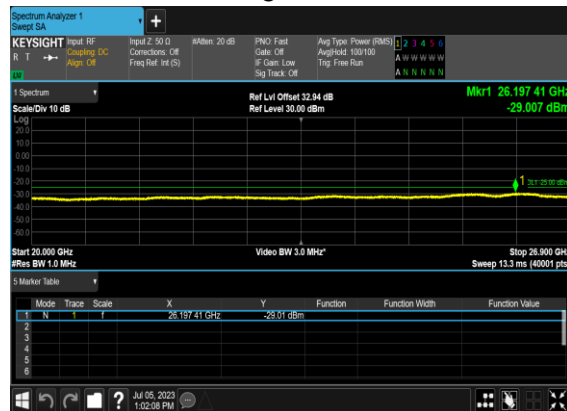 Spectrum Analyzer 1
Swept SA
+
KEYSIGHT Input: RF Input Z: 50 Ω #Atten: 20 dB PNO: Fast Avg Type: Power (RMS) 1 2 3 4 5 6
R T Coupling: DC Corrections: Off Gate: Off Avg|Hold: 100/100 A W W W W W
Align: Off Freq Ref: Int (S) IF Gain: Low Trig: Free Run
LW Sig Track: Off A N N N N N
1 Spectrum Ref Lvl Offset 32.94 dB Mkr1 26.197 41 GHz
Scale/Div 10 dB Ref Level 30.00 dBm -29.007 dBm
Log
20.0
10.0
0.00
-10.0
-20.0 1 DL1 -25.00 dBm
-30.0
-40.0
-50.0
-60.0
Start 20.000 GHz Video BW 3.0 MHz* Stop 26.900 GHz
#Res BW 1.0 MHz Sweep 13.3 ms (40001 pts)
5 Marker Table
Mode Trace Scale X Y Function Function Width Function Value
1 N 1 f 26.197 41 GHz -29.01 dBm
2
3
4
5
6
? Jul 05, 2023
1:02:08 PM